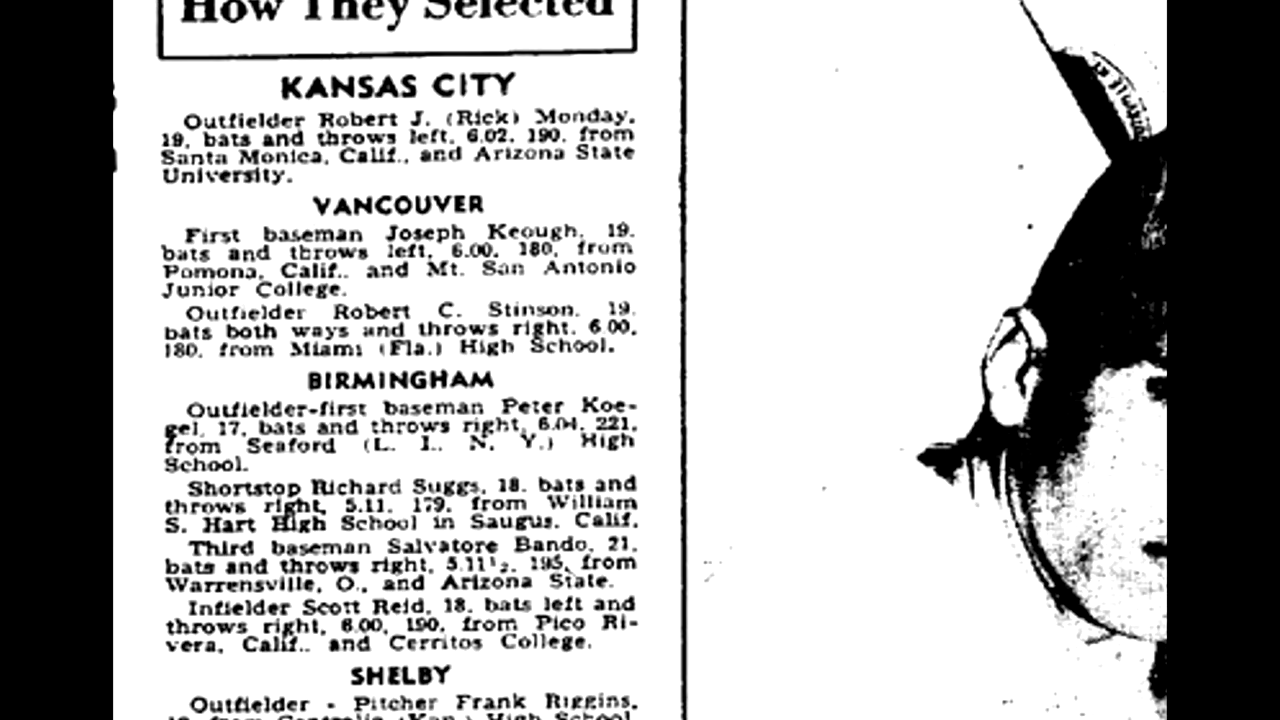 How They Selected
KANSAS CITY
Outfielder Robert J. (Rick) Monday,
19, bats and throws left, 6.02, 190, from
Santa Monica, Calif., and Arizona State
University.
VANCOUVER
First baseman Joseph Keough, 19,
bats and throws left, 6.00, 180, from
Pomona, Calif., and Mt. San Antonio
Junior College.
Outfielder Robert C. Stinson, 19,
bats both ways and throws right, 6.00,
180, from Miami (Fla.) High School.
BIRMINGHAM
Outfielder-first baseman Peter Koe-
gel, 17, bats and throws right, 6.04, 221,
from Seaford (L. I., N. Y.) High
School.
Shortstop Richard Suggs, 18, bats and
throws right, 5.11, 179, from William
S. Hart High School in Saugus, Calif.
Third baseman Salvatore Bando, 21,
bats and throws right, 5.11½, 195, from
Warrensville, O., and Arizona State.
Infielder Scott Reid, 18, bats left and
throws right, 6.00, 190, from Pico Ri-
vera, Calif., and Cerritos College.
SHELBY
Outfielder - Pitcher Frank Riggins,
from Centralia (Kan.) High School,